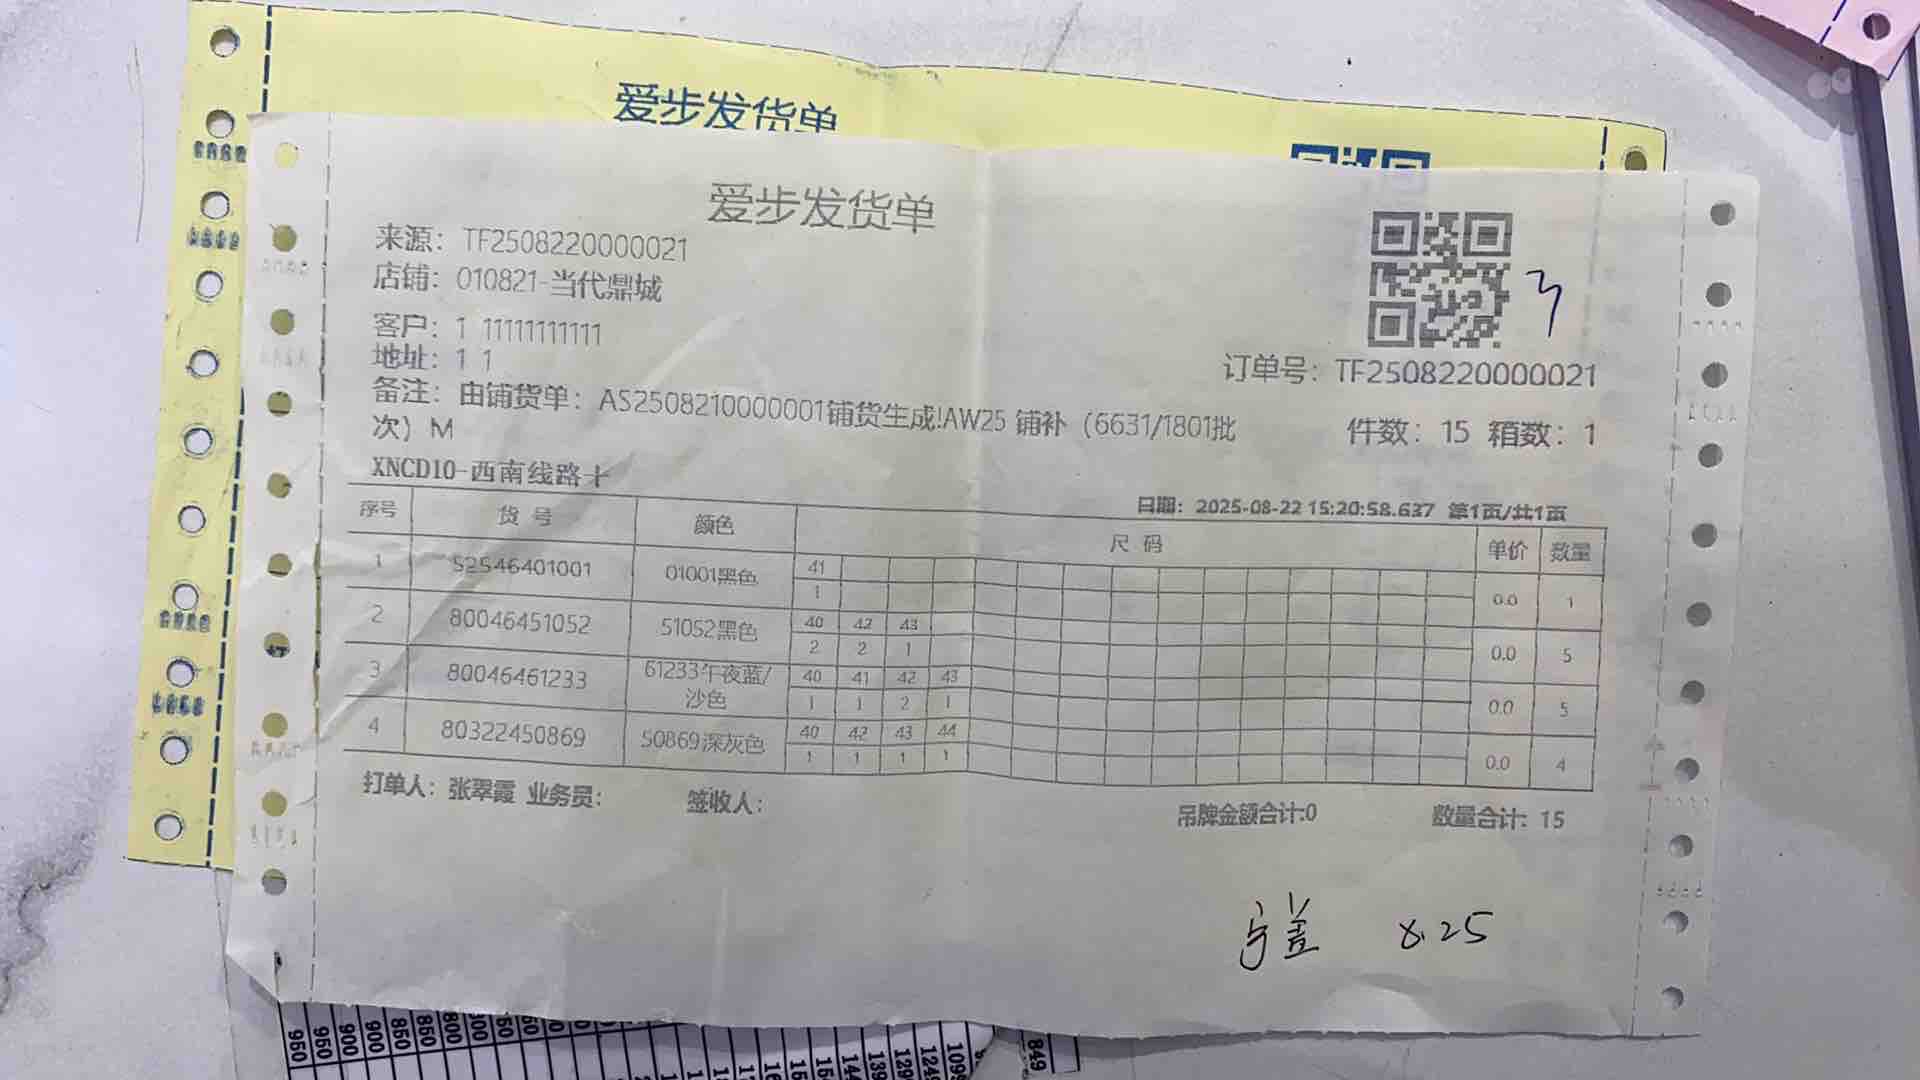 爱步发货单
爱步发货单
来源：TF2508220000021
店铺：010821-当代鼎城
客户：1 11111111111
地址：1 1
备注：由铺货单：AS2508210000001铺货生成!AW25 铺补（6631/1801批
次）M
订单号：TF2508220000021
件数：15 箱数：1
XNCD10-西南线路十
日期：2025-08-22 15:20:58.637 第1页/共1页
序号 货号 颜色 尺码 单价 数量
1 52546401001 01001黑色 41 0.0 1
1
2 80046451052 51052黑色 40 42 43 0.0 5
2 2 1
3 80046461233 61233午夜蓝/沙色 40 41 42 43 0.0 5
1 1 2 1
4 80322450869 50869深灰色 40 42 43 44 0.0 4
1 1 1 1
打单人：张翠霞 业务员： 签收人： 吊牌金额合计:0 数量合计：15
8.25
950 950 900 900 850 850 800
849